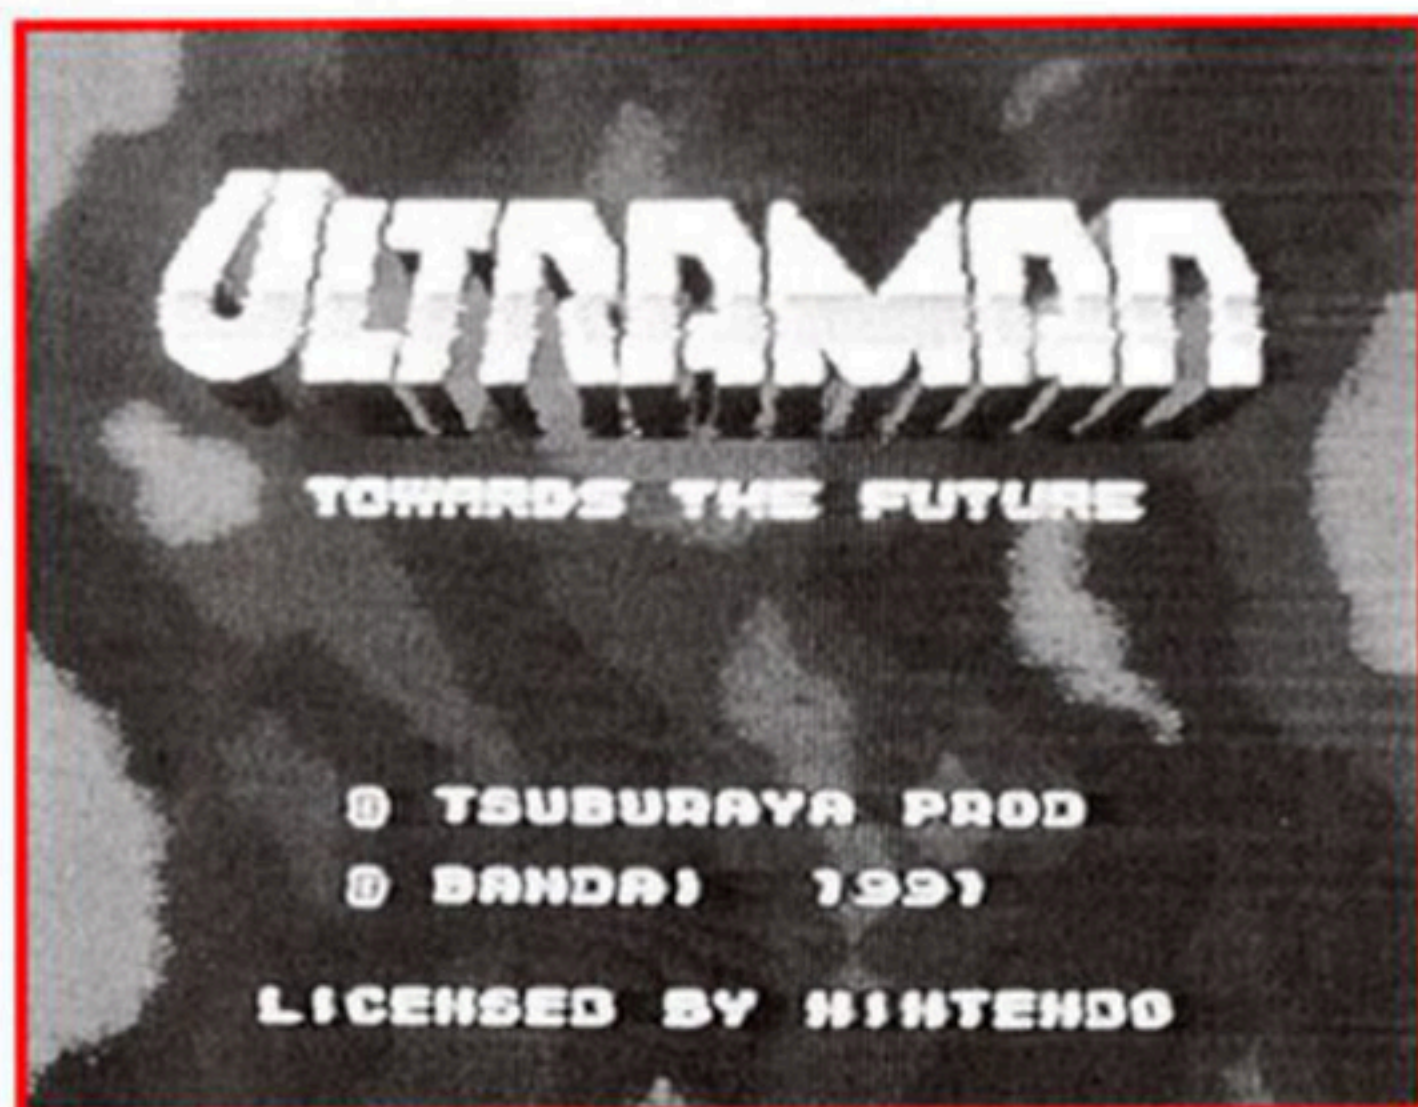 ULTRAMAN
TOWARDS THE FUTURE
© TSUBURAYA PROD
© BANDAI 1991
LICENSED BY NINTENDO